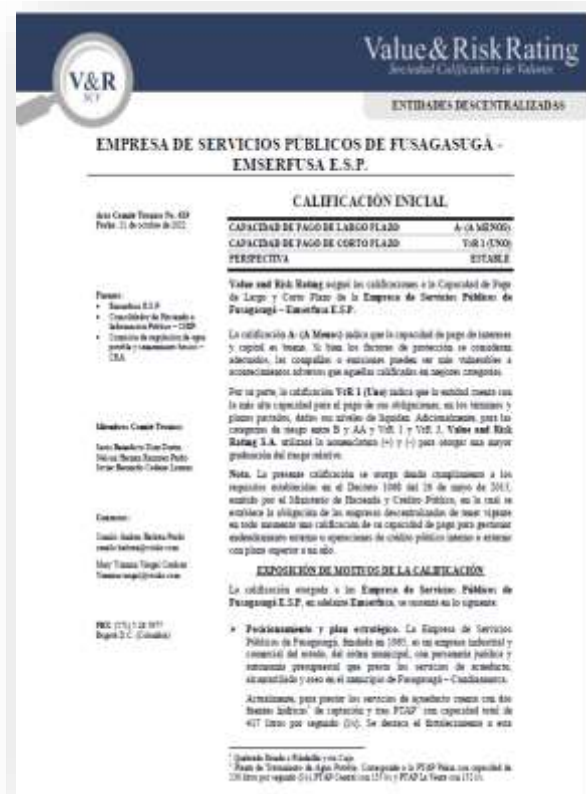 Value & Risk Rating
Sociedad Calificadora de Valores
V&R
SCV
ENTIDADES DESCENTRALIZADAS
EMPRESA DE SERVICIOS PÚBLICOS DE FUSAGASUGÁ -
EMSERFUSA E.S.P.
CALIFICACIÓN INICIAL
Acta Comité Técnico No.
Fecha: 21 de octubre de 2022
CAPACIDAD DE PAGO DE LARGO PLAZO A- (A MENOS)
CAPACIDAD DE PAGO DE CORTO PLAZO VrR 1 (UNO)
PERSPECTIVA ESTABLE
Fuentes:
• Emserfusa E.S.P.
• Consolidador de Hacienda e
Información Pública – CHIP
• Comisión de regulación de agua
potable y saneamiento básico –
CRA
Value and Risk Rating asignó las calificaciones a la Capacidad de Pago
de Largo y Corto Plazo de la Empresa de Servicios Públicos de
Fusagasugá – Emserfusa E.S.P.
La calificación A- (A Menos) indica que la capacidad de pago de intereses
y capital es buena. Si bien los factores de protección se consideran
adecuados, las compañías o emisiones pueden ser más vulnerables a
acontecimientos adversos que aquellas calificadas en mejores categorías.
Por su parte, la calificación VrR 1 (Uno) indica que la entidad cuenta con
la más alta capacidad para el pago de sus obligaciones, en los términos y
plazos pactados, dados sus niveles de liquidez. Adicionalmente, para las
categorías de riesgo entre B y AA y VrR 1 y VrR 3, Value and Risk
Rating S.A. utilizará la nomenclatura (+) y (-) para otorgar una mayor
graduación del riesgo relativo.
Miembros Comité Técnico:
Contactos:
PBX:
Bogotá D.C. (Colombia)
Nota. La presente calificación se otorga dando cumplimiento a los
requisitos establecidos en el Decreto 1068 del 26 de mayo de 2015,
emitido por el Ministerio de Hacienda y Crédito Público, en la cual se
establece la obligación de las empresas descentralizadas de tener vigente
en todo momento una calificación de su capacidad de pago para gestionar
endeudamiento externo u operaciones de crédito público interno o externo
con plazo superior a un año.
EXPOSICIÓN DE MOTIVOS DE LA CALIFICACIÓN
La calificación otorgada a la Empresa de Servicios Públicos de
Fusagasugá E.S.P., en adelante Emserfusa, se sustenta en lo siguiente:
• Posicionamiento y plan estratégico. La Empresa de Servicios
Públicos de Fusagasugá, fundada en es una empresa industrial y
comercial del estado, del orden municipal, con personería jurídica y
autonomía presupuestal que presta los servicios de acueducto,
alcantarillado y aseo en el municipio de Fusagasugá – Cundinamarca.
Actualmente, para prestar los servicios de acueducto cuenta con dos
fuentes hídricas de captación y tres PTAP con capacidad total de
litros por segundo Se destaca el fortalecimiento a esta